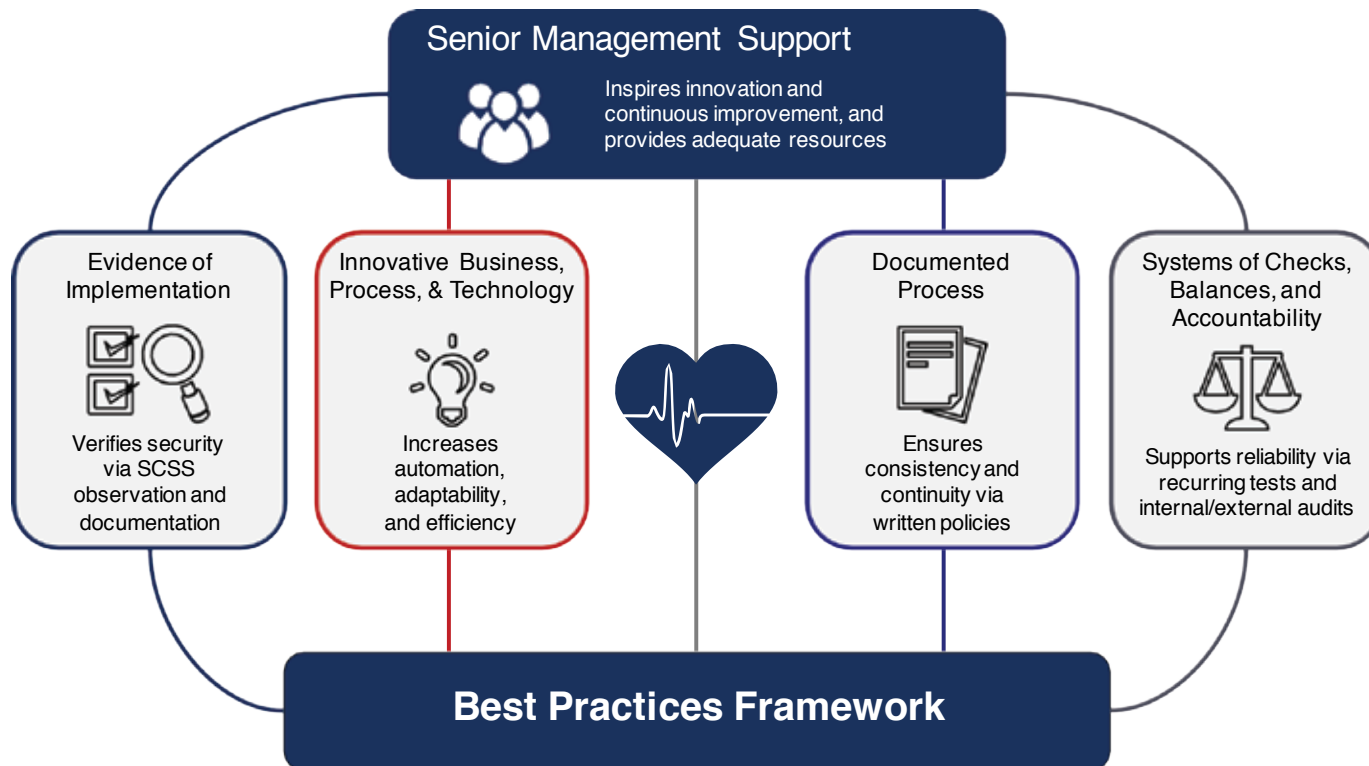 Senior Management Support
Inspires innovation and
continuous improvement, and
provides adequate resources
Evidence of
Implementation
Verifies security
via SCSS
observation and
documentation
Innovative Business,
Process, & Technology
Increases
automation,
adaptability,
and efficiency
Documented
Process
Ensures
consistency and
continuity via
written policies
Systems of Checks,
Balances, and
Accountability
Supports reliability via
recurring tests and
internal/external audits
Best Practices Framework